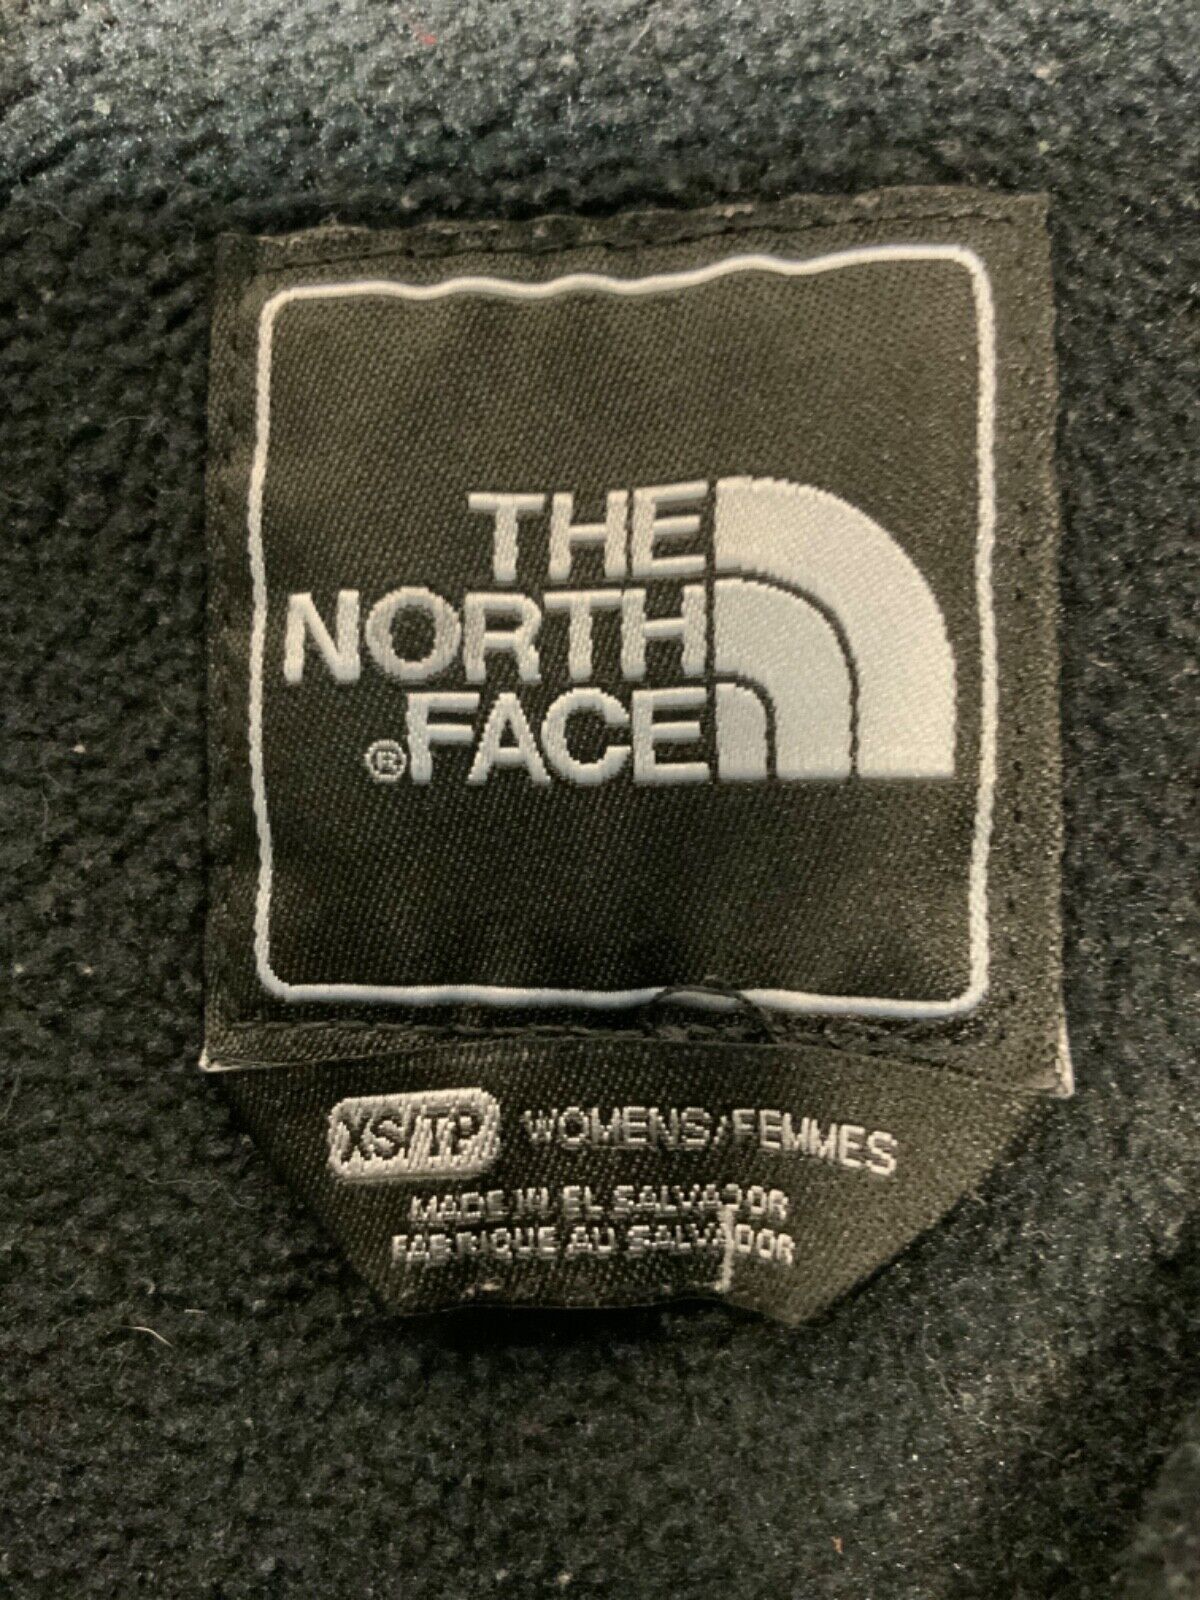 THE
NORTH
®FACE
XS/TP WOMENS/FEMMES
MADE IN EL SALVADOR
FABRIQUE AU SALVADOR